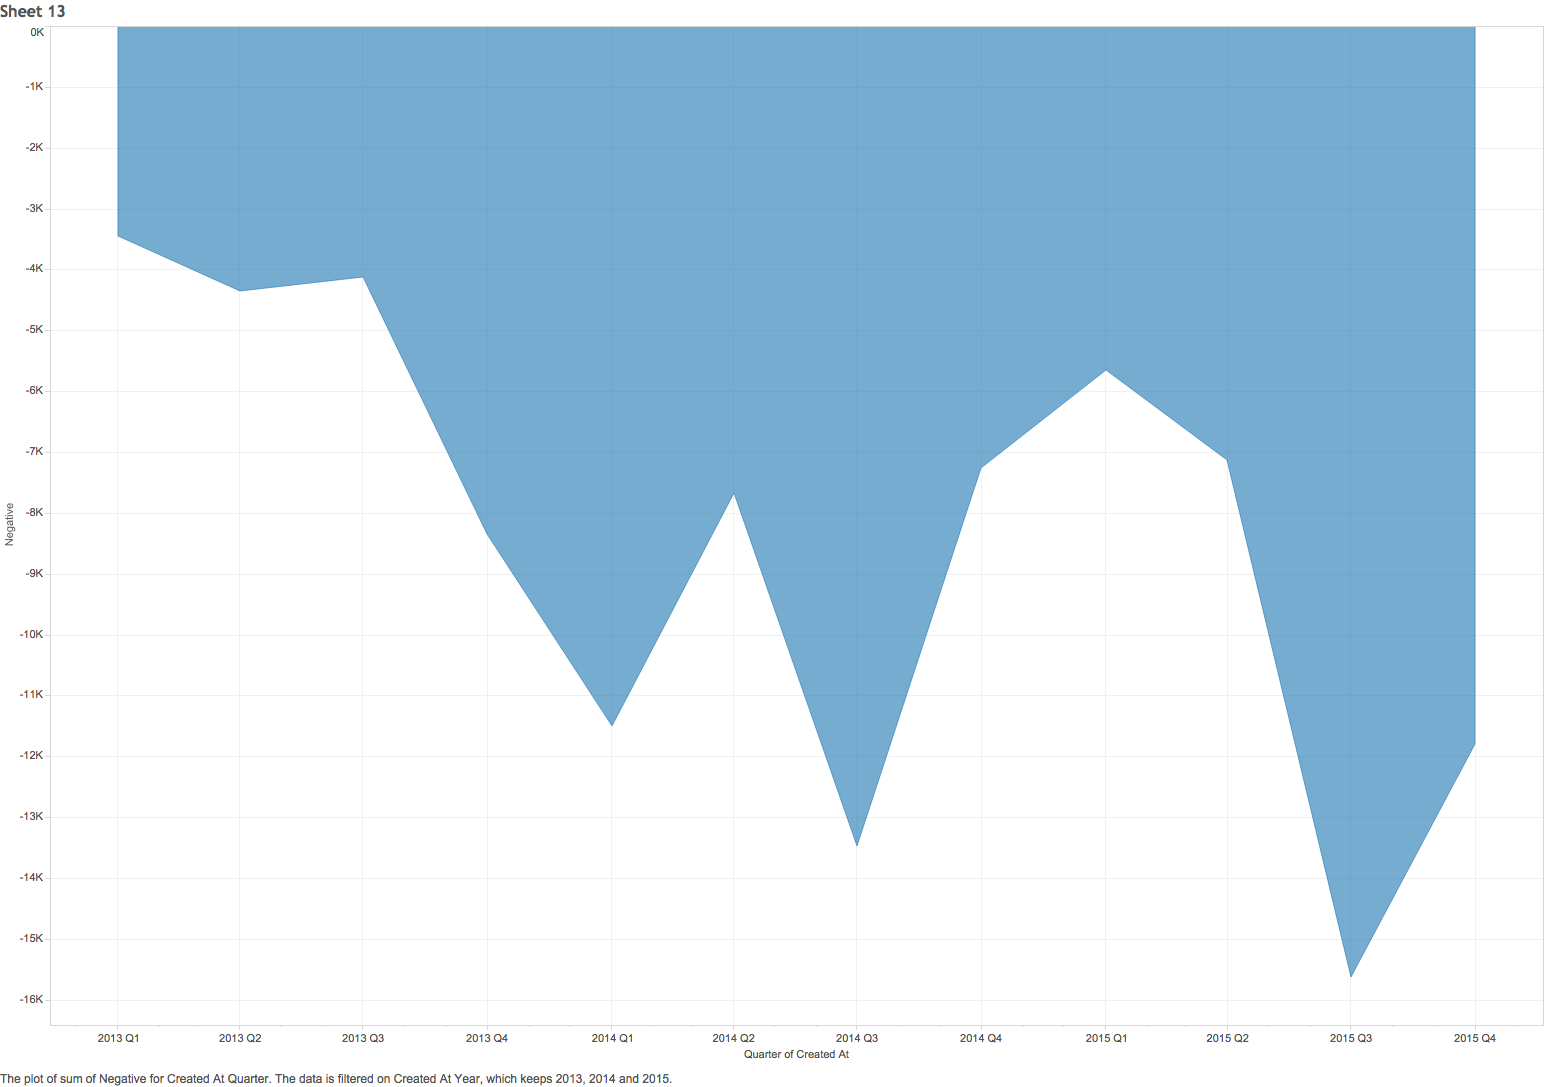 Sheet 13
0K
-1K
-2K
-3K
-4K
-5K
-6K
-7K
-8K
-9K
-10K
-11K
-12K
-13K
-14K
-15K
-16K
Negative
2013 Q1 2013 Q2 2013 Q3 2013 Q4 2014 Q1 2014 Q2 2014 Q3 2014 Q4 2015 Q1 2015 Q2 2015 Q3 2015 Q4
Quarter of Created At
The plot of sum of Negative for Created At Quarter. The data is filtered on Created At Year, which keeps 2013, 2014 and 2015.